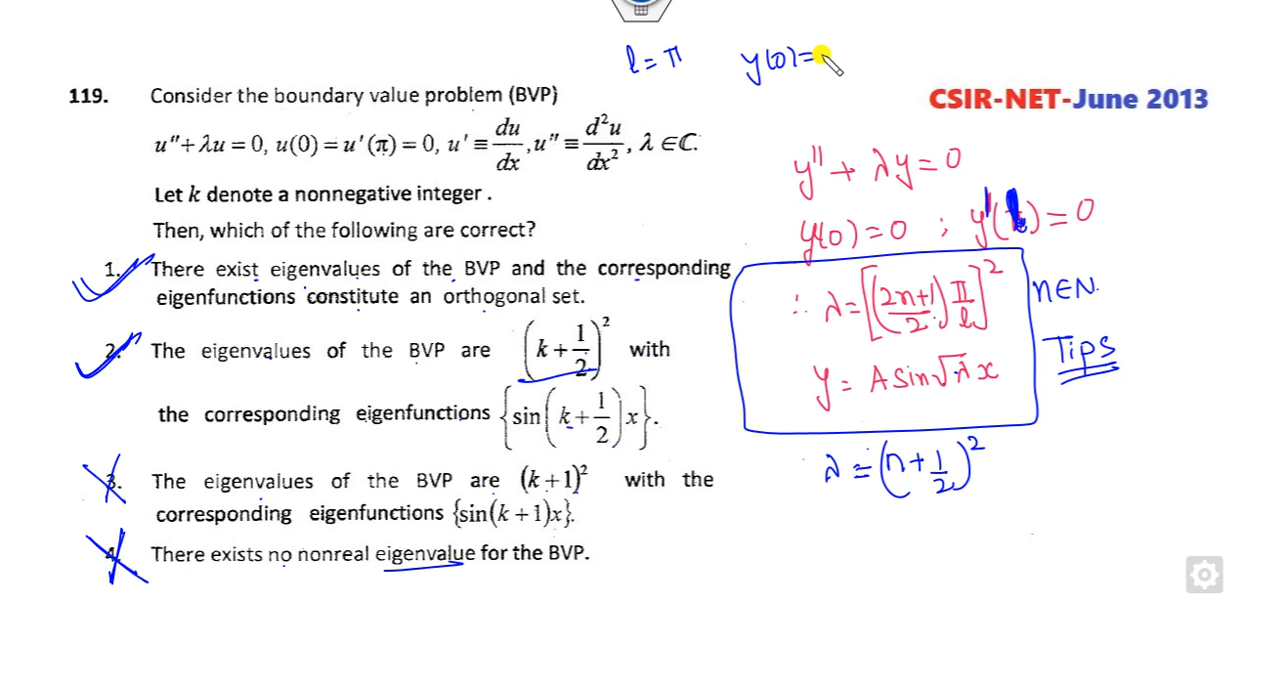 l = π y(0)=
119. Consider the boundary value problem (BVP)
CSIR-NET-June 2013
u"+λu = 0, u(0) = u'(π) = 0, u' ≡ du/dx, u" ≡ d²u/dx², λ ∈ C.
Let k denote a nonnegative integer .
Then, which of the following are correct?
1. There exist eigenvalues of the BVP and the corresponding
eigenfunctions constitute an orthogonal set.
2. The eigenvalues of the BVP are (k + 1/2)² with
the corresponding eigenfunctions {sin(k + 1/2)x}.
3. The eigenvalues of the BVP are (k+1)² with the
corresponding eigenfunctions {sin(k+1)x}.
4. There exists no nonreal eigenvalue for the BVP.
y'' + λy = 0
y(0) = 0 ; y'(l) = 0
∴ λ = [((2n+1)/2) π/l]² n∈N.
y = A sin√λ x
Tips
λ = (n + 1/2)²